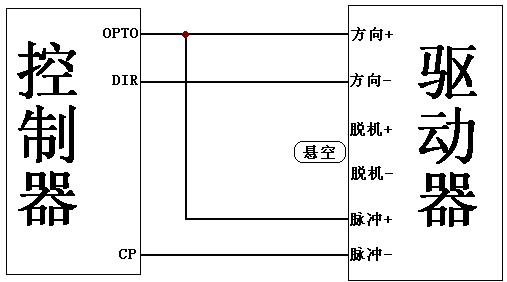 控制器
OPTO
DIR
CP
悬空
方向+
方向-
脱机+
脱机-
脉冲+
脉冲-
驱动器